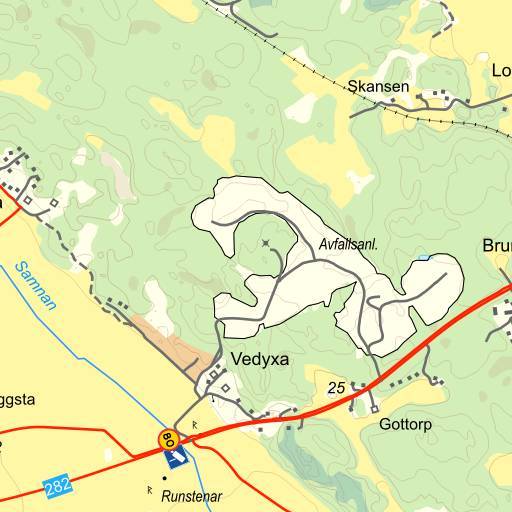 Skansen
Lo
a
Avfallsanl.
Brun
Samnan
Vedyxa
25
ggsta
Gottorp
80
282
R
R
Runstenar